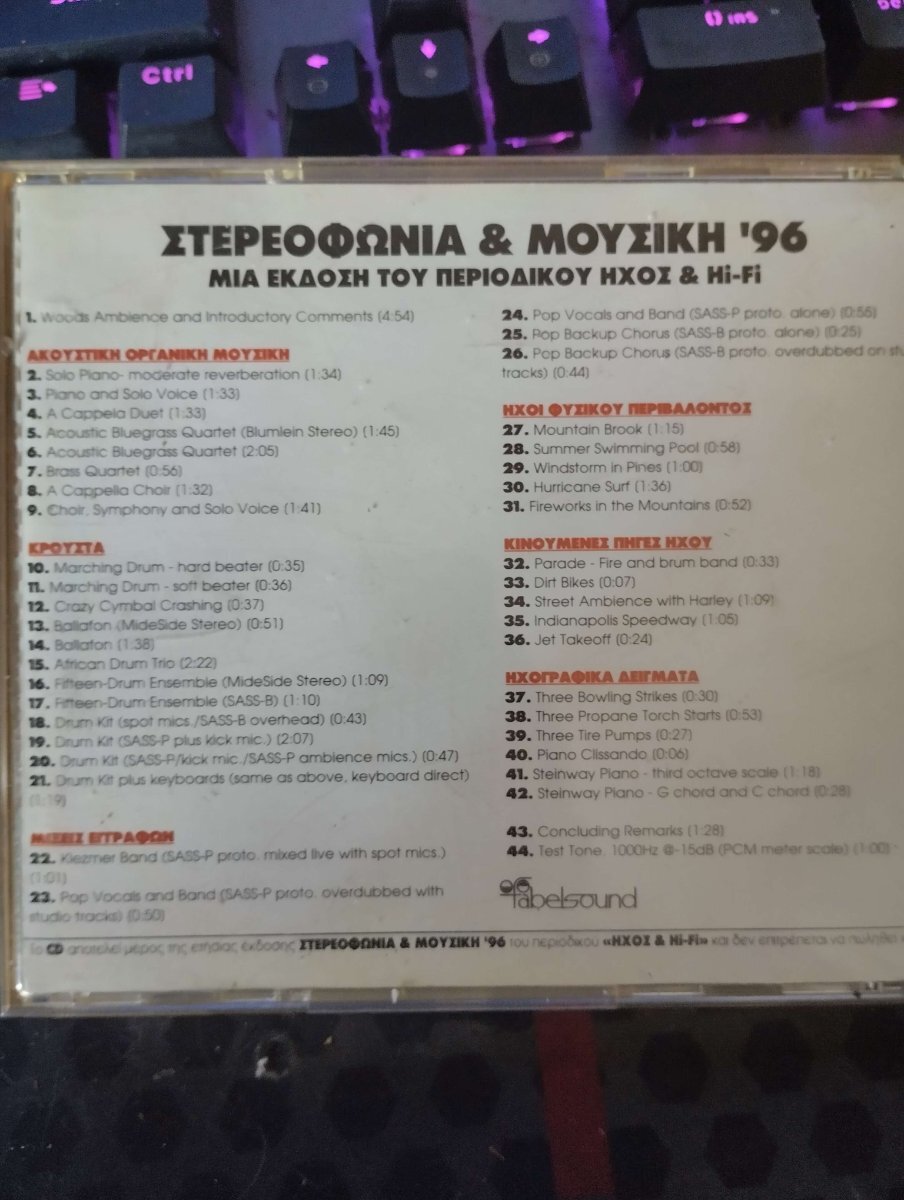 Ctrl
ins
ΣΤΕΡΕΟΦΩΝΙΑ & ΜΟΥΣΙΚΗ '96
ΜΙΑ ΕΚΔΟΣΗ ΤΟΥ ΠΕΡΙΟΔΙΚΟΥ ΗΧΟΣ & Hi-Fi
1. Woods Ambience and Introductory Comments (4:54)
ΑΚΟΥΣΤΙΚΗ ΟΡΓΑΝΙΚΗ ΜΟΥΣΙΚΗ
2. Solo Piano- moderate reverberation (1:34)
3. Piano and Solo Voice (1:33)
4. A Cappela Duet (1:33)
5. Acoustic Bluegrass Quartet (Blumlein Stereo) (1:45)
6. Acoustic Bluegrass Quartet (2:05)
7. Brass Quartet (0:56)
8. A Cappella Choir (1:32)
9. Choir, Symphony and Solo Voice (1:41)
ΚΡΟΥΣΤΑ
10. Marching Drum - hard beater (0:35)
11. Marching Drum - soft beater (0:36)
12. Crazy Cymbal Crashing (0:37)
13. Ballafon (MideSide Stereo) (0:51)
14. Ballafon (1:38)
15. African Drum Trio (2:22)
16. Fifteen-Drum Ensemble (MideSide Stereo) (1:09)
17. Fifteen-Drum Ensemble (SASS-B) (1:10)
18. Drum Kit (spot mics./SASS-B overhead) (0:43)
19. Drum Kit (SASS-P plus kick mic.) (2:07)
20. Drum Kit (SASS-P/kick mic./SASS-P ambience mics.) (0:47)
21. Drum Kit plus keyboards (same as above, keyboard direct)
(1:19)
ΜΙΞΕΙΣ ΕΓΓΡΑΦΩΝ
22. Klezmer Band (SASS-P proto. mixed live with spot mics.)
(1:01)
23. Pop Vocals and Band (SASS-P proto. overdubbed with
studio tracks) (0:50)
24. Pop Vocals and Band (SASS-P proto. alone) (0:55)
25. Pop Backup Chorus (SASS-B proto. alone) (0:25)
26. Pop Backup Chorus (SASS-B proto. overdubbed on stu
tracks) (0:44)
ΗΧΟΙ ΦΥΣΙΚΟΥ ΠΕΡΙΒΑΛΟΝΤΟΣ
27. Mountain Brook (1:15)
28. Summer Swimming Pool (0:58)
29. Windstorm in Pines (1:00)
30. Hurricane Surf (1:36)
31. Fireworks in the Mountains (0:52)
ΚΙΝΟΥΜΕΝΕΣ ΠΗΓΕΣ ΗΧΟΥ
32. Parade - Fire and brum band (0:33)
33. Dirt Bikes (0:07)
34. Street Ambience with Harley (1:09)
35. Indianapolis Speedway (1:05)
36. Jet Takeoff (0:24)
ΗΧΟΓΡΑΦΙΚΑ ΔΕΙΓΜΑΤΑ
37. Three Bowling Strikes (0:30)
38. Three Propane Torch Starts (0:53)
39. Three Tire Pumps (0:27)
40. Piano Clissando (0:06)
41. Steinway Piano - third octave scale (1:18)
42. Steinway Piano - G chord and C chord (0:28)
43. Concluding Remarks (1:28)
44. Test Tone, 1000Hz @-15dB (PCM meter scale) (1:00)
labelsound
Το CD αποτελεί μέρος της ετήσιας έκδοσης ΣΤΕΡΕΟΦΩΝΙΑ & ΜΟΥΣΙΚΗ '96 του περιοδικού «ΗΧΟΣ & Hi-Fi» και δεν επιτρέπεται να πωληθεί